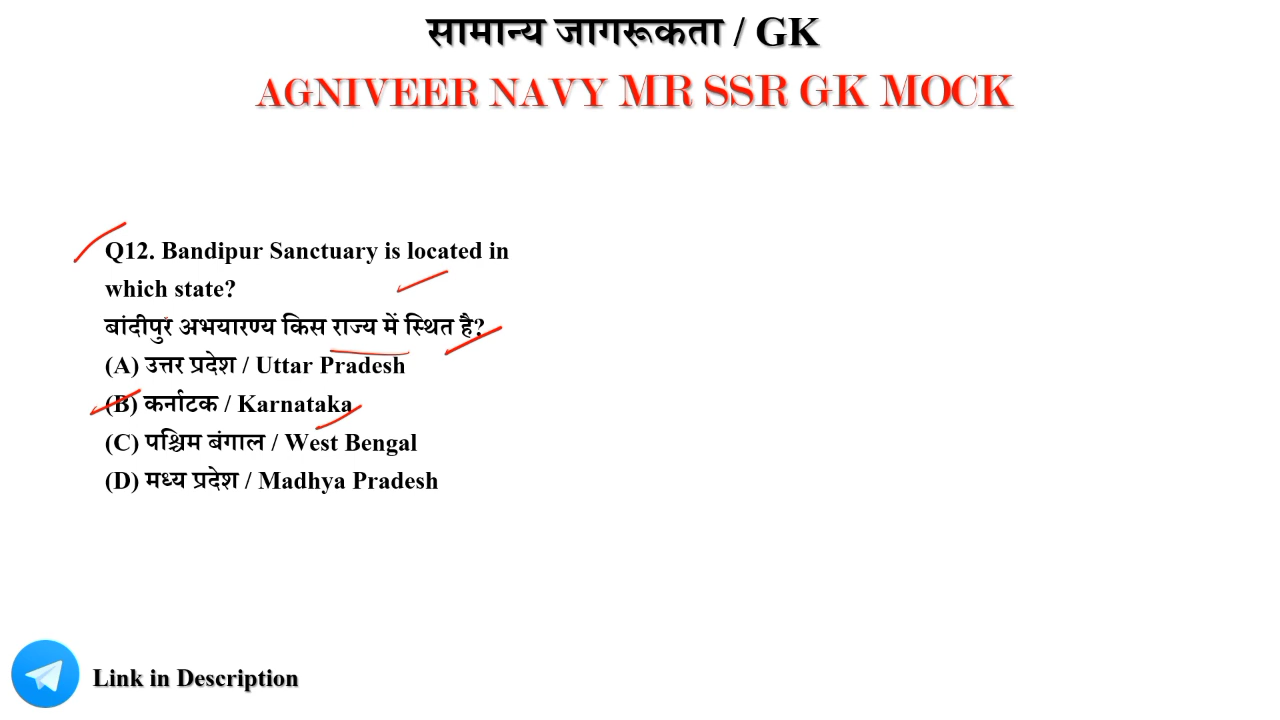 सामान्य जागरूकता / GK
AGNIVEER NAVY MR SSR GK MOCK
Q12. Bandipur Sanctuary is located in
which state?
बांदीपुर अभयारण्य किस राज्य में स्थित है?
(A) उत्तर प्रदेश / Uttar Pradesh
(B) कर्नाटक / Karnataka
(C) पश्चिम बंगाल / West Bengal
(D) मध्य प्रदेश / Madhya Pradesh
Link in Description